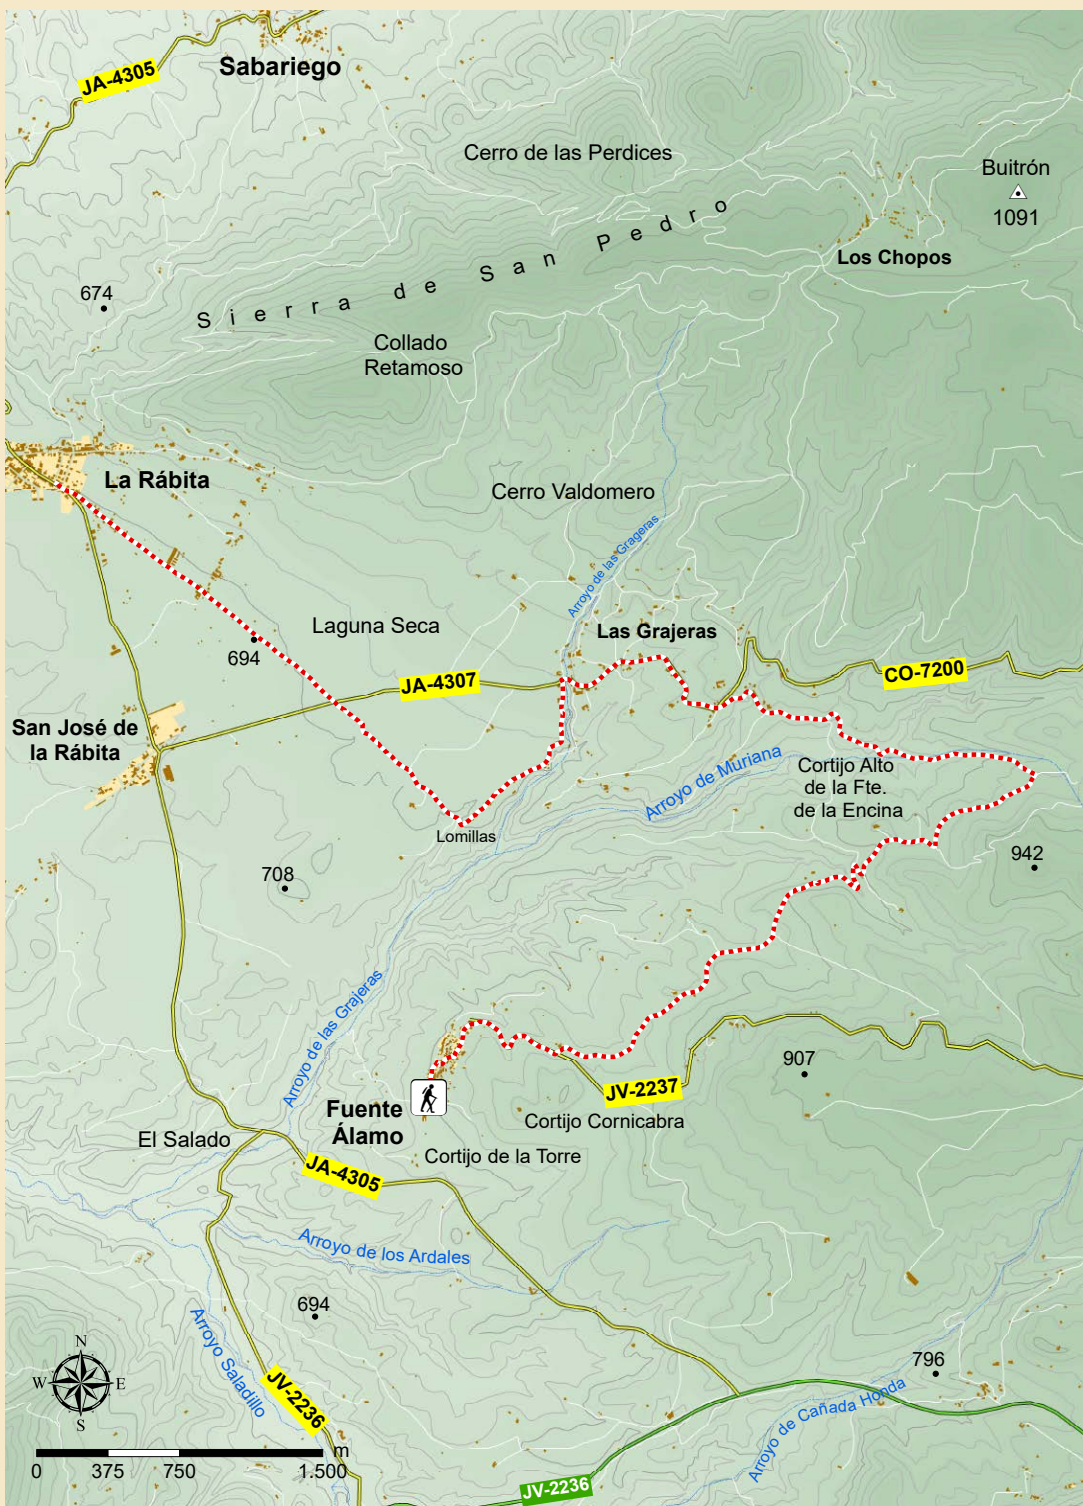 JA-4305
Sabariego
Cerro de las Perdices
Buitrón
1091
Sierra de San Pedro
Los Chopos
674
Collado
Retamoso
La Rábita
Cerro Valdomero
Arroyo de las Grageras
Laguna Seca
Las Grajeras
694
JA-4307
CO-7200
San José de
la Rábita
Arroyo de Muriana
Cortijo Alto
de la Fte.
de la Encina
Lomillas
942
708
Arroyo de las Grajeras
907
JV-2237
Fuente
Álamo
Cortijo Cornicabra
El Salado
Cortijo de la Torre
JA-4305
Arroyo de los Ardales
694
Arroyo Saladillo
N
W E
S
JV-2236
796
Arroyo de Cañada Honda
m
0 375 750 1.500
JV-2236